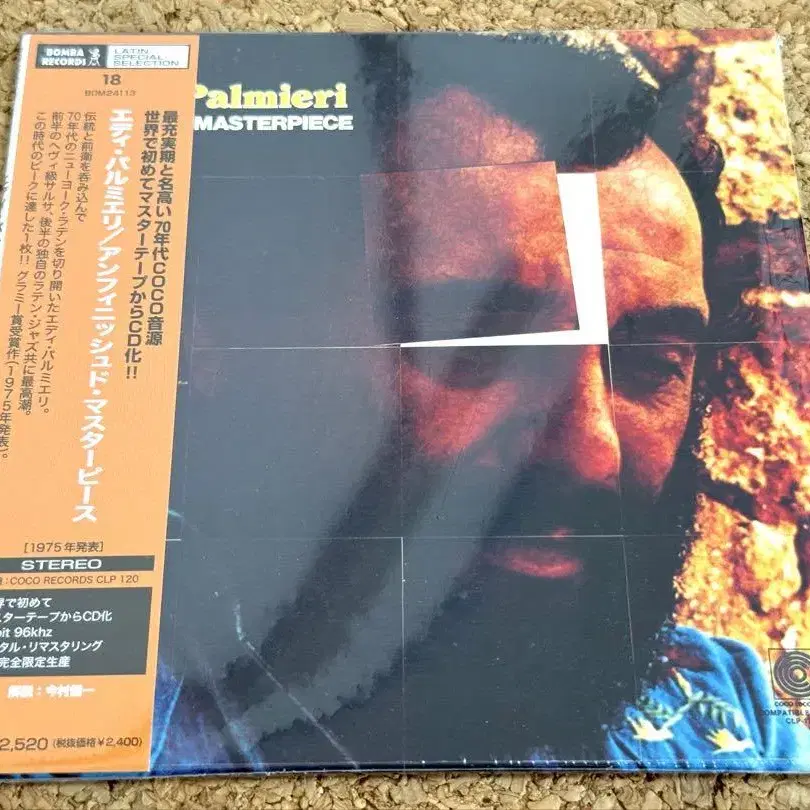 BOMBA
RECORDS
LATIN
SPECIAL
SELECTION
18
BOM24113
最充実期と名高い70年代COCO音源
世界で初めてマスターテープからCD化!!
エディ・パルミエリ/アンフィニッシュド・マスターピース
伝統と前衛を呑み込んで
70年代のニューヨーク・ラテンを切り開いたエディ・パルミエリ。
前半のヘヴィ級サルサ、後半の独自のラテン・ジャズ共に最高潮。
この時代のピークに達した1枚!! グラミー賞受賞作(1975年発表)。
[1975年発表]
STEREO
:COCO RECORDS CLP 120
界で初めて
スターテープからCD化
bit 96khz
タル・リマスタリング
完全限定生産
解説:今村健一
2,520 (税抜価格¥2,400)
Palmieri
MASTERPIECE
COCO RECO
COMPATIBLE
CLP-1